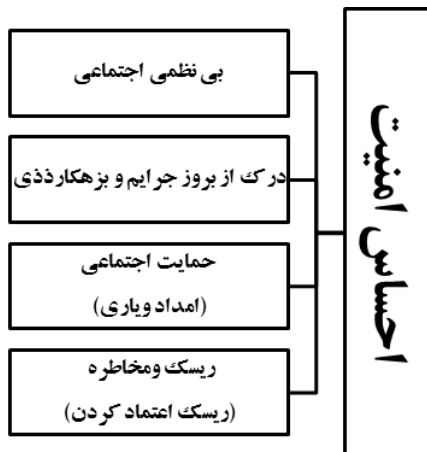 احساس امنیت
بی نظمی اجتماعی
درک از بروز جرایم و بزهکارذذی
حمایت اجتماعی
(امداد ویاری)
ریسک ومخاطره
(ریسک اعتماد کردن)